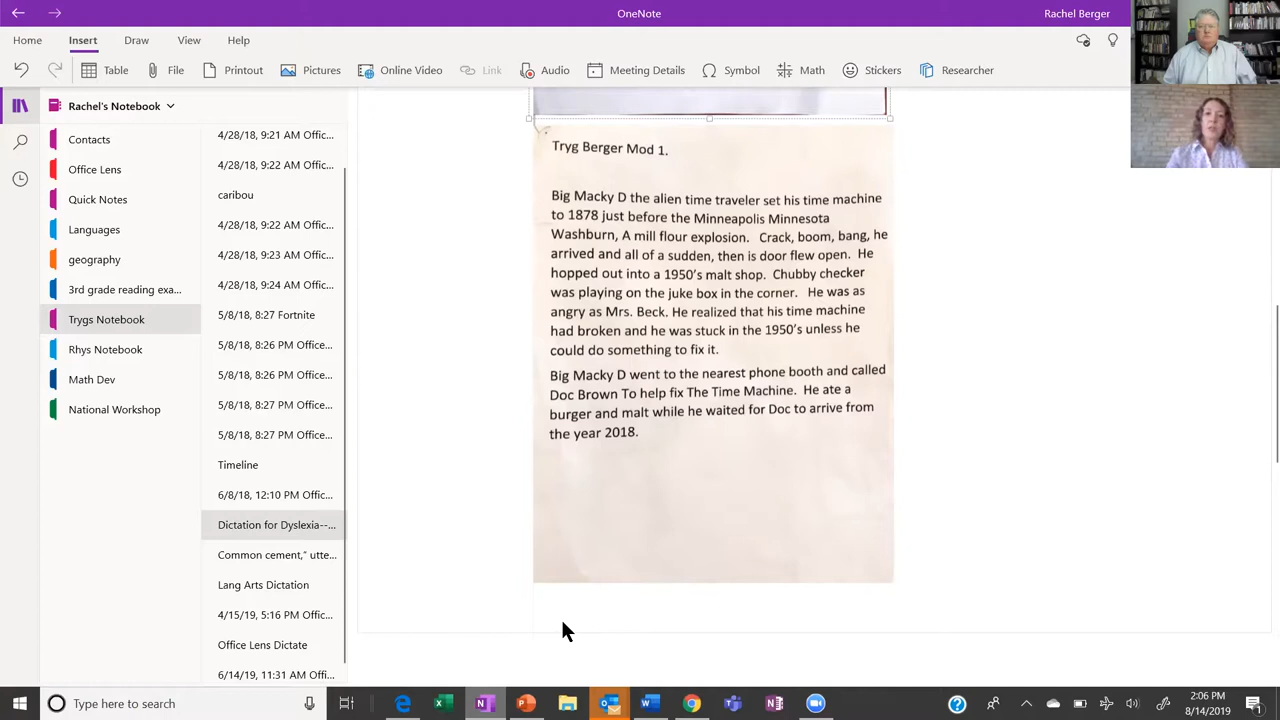 OneNote
Rachel Berger
Home
Insert
Draw
View
Help
Table
File
Printout
Pictures
Online Video
Link
Audio
Meeting Details
Symbol
Math
Stickers
Researcher
Rachel's Notebook
Contacts
Office Lens
Quick Notes
Languages
geography
3rd grade reading exa...
Trygs Notebook
Rhys Notebook
Math Dev
National Workshop
4/28/18, 9:21 AM Offic...
4/28/18, 9:22 AM Offic...
caribou
4/28/18, 9:22 AM Offic...
4/28/18, 9:23 AM Offic...
4/28/18, 9:24 AM Offic...
5/8/18, 8:27 Fortnite
5/8/18, 8:26 PM Office...
5/8/18, 8:26 PM Office...
5/8/18, 8:27 PM Office...
5/8/18, 8:27 PM Office...
Timeline
6/8/18, 12:10 PM Offic...
Dictation for Dyslexia--...
Common cement,” utte...
Lang Arts Dictation
4/15/19, 5:16 PM Offic...
Office Lens Dictate
6/14/19, 11:31 AM Offi...
Tryg Berger Mod 1.
Big Macky D the alien time traveler set his time machine
to 1878 just before the Minneapolis Minnesota
Washburn, A mill flour explosion. Crack, boom, bang, he
arrived and all of a sudden, then is door flew open. He
hopped out into a 1950's malt shop. Chubby checker
was playing on the juke box in the corner. He was as
angry as Mrs. Beck. He realized that his time machine
had broken and he was stuck in the 1950's unless he
could do something to fix it.
Big Macky D went to the nearest phone booth and called
Doc Brown To help fix The Time Machine. He ate a
burger and malt while he waited for Doc to arrive from
the year 2018.
Type here to search
2:06 PM
8/14/2019